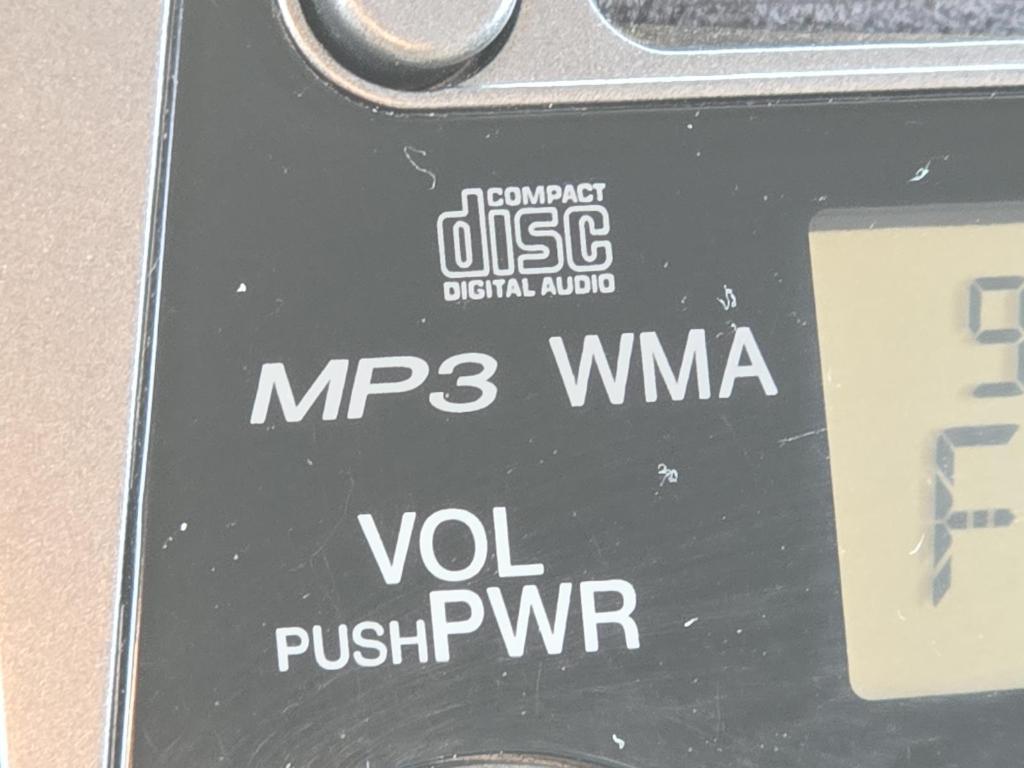 COMPACT
disc
DIGITAL AUDIO
MP3 WMA
VOL
PUSH PWR